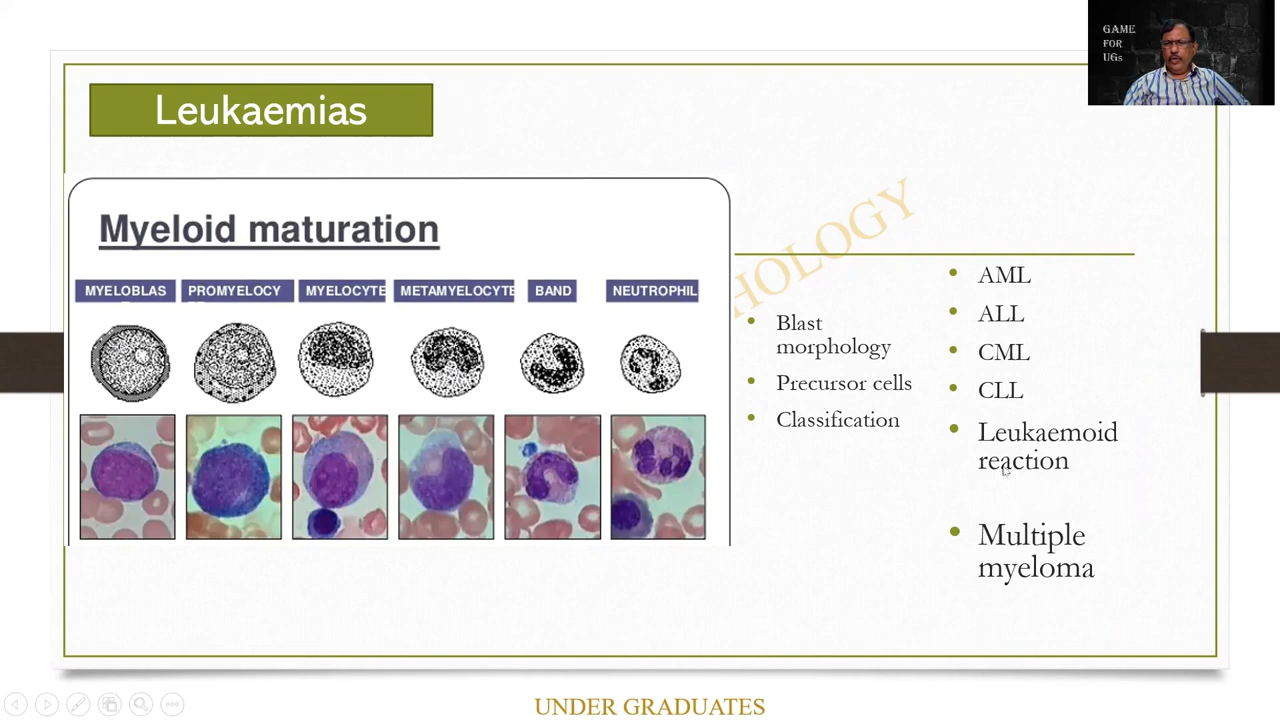 GAME
FOR
UGs
Leukaemias
Myeloid maturation
MYELOBLAS
PROMYELOCY
MYELOCYTE
METAMYELOCYTE
BAND
NEUTROPHIL
HOLOGY
• Blast
morphology
• Precursor cells
• Classification
• AML
• ALL
• CML
• CLL
• Leukaemoid
reaction
• Multiple
myeloma
UNDER GRADUATES